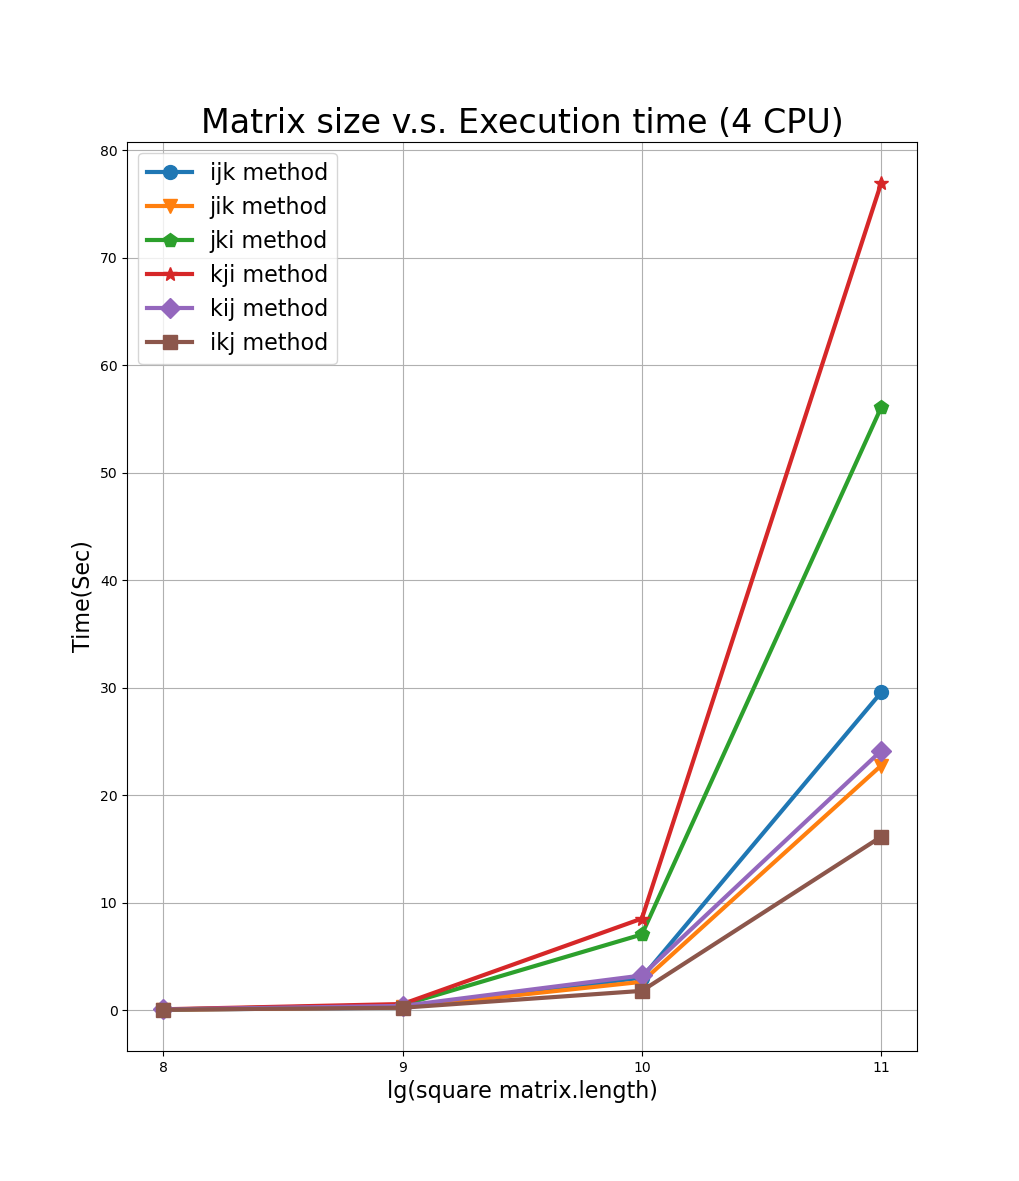 Matrix size v.s. Execution time (4 CPU)
80
70
60
50
40
30
20
10
0
Time(Sec)
ijk method
jik method
jki method
kji method
kij method
ikj method
8 9 10 11
lg(square matrix.length)